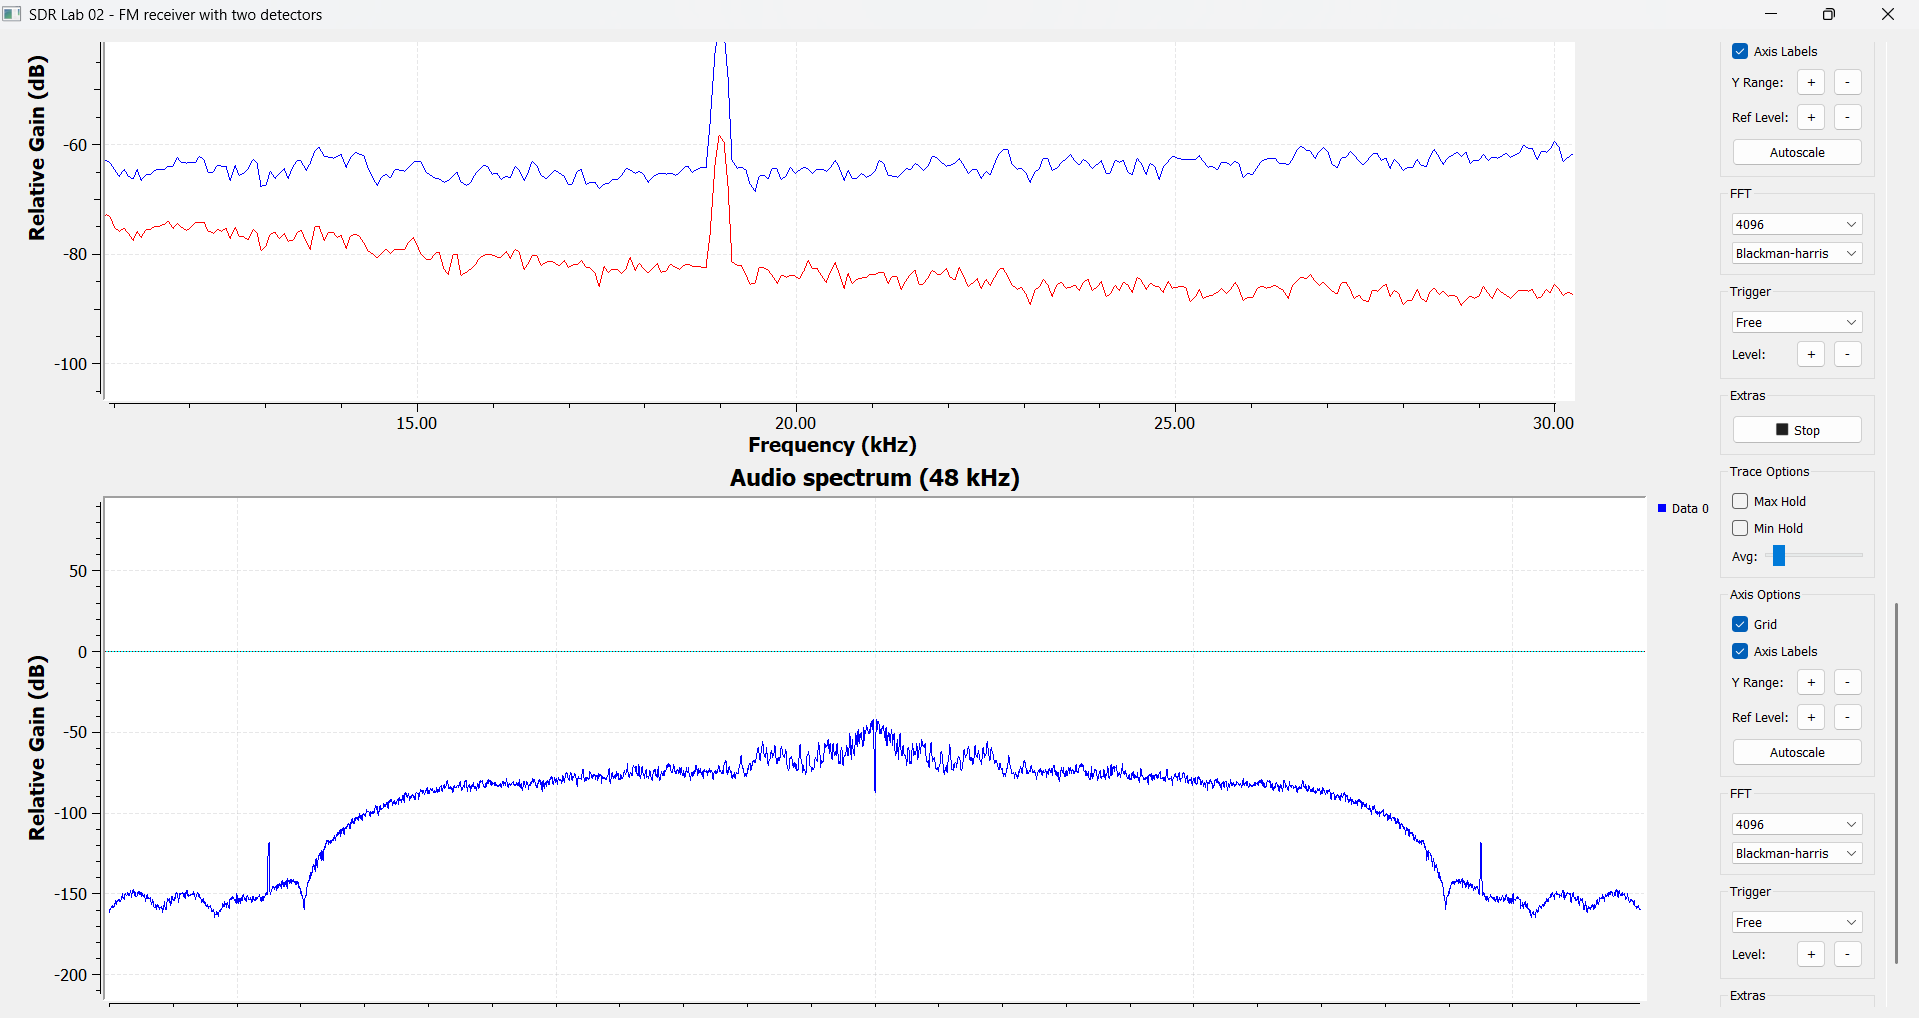 SDR Lab 02 - FM receiver with two detectors
Relative Gain (dB)
-60
-80
-100
15.00
20.00
25.00
30.00
Frequency (kHz)
Axis Labels
Y Range: + -
Ref Level: + -
Autoscale
FFT
4096
Blackman-harris
Trigger
Free
Level: + -
Extras
Stop
Audio spectrum (48 kHz)
Relative Gain (dB)
50
0
-50
-100
-150
-200
Data 0
Trace Options
Max Hold
Min Hold
Avg:
Axis Options
Grid
Axis Labels
Y Range: + -
Ref Level: + -
Autoscale
FFT
4096
Blackman-harris
Trigger
Free
Level: + -
Extras